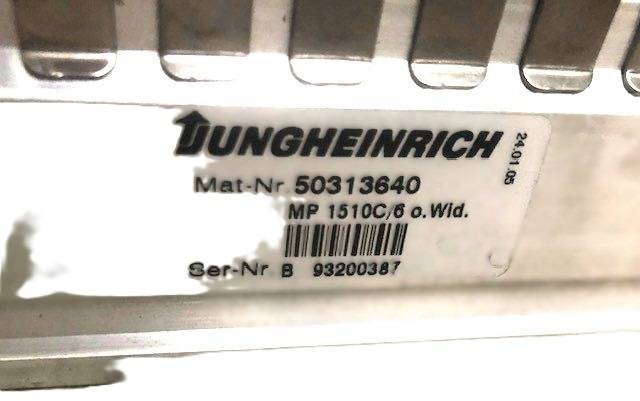 JUNGHEINRICH
24.01.05
Mat-Nr. 50313640
MP 1510C/6 o.Wid.
Ser-Nr B 93200387